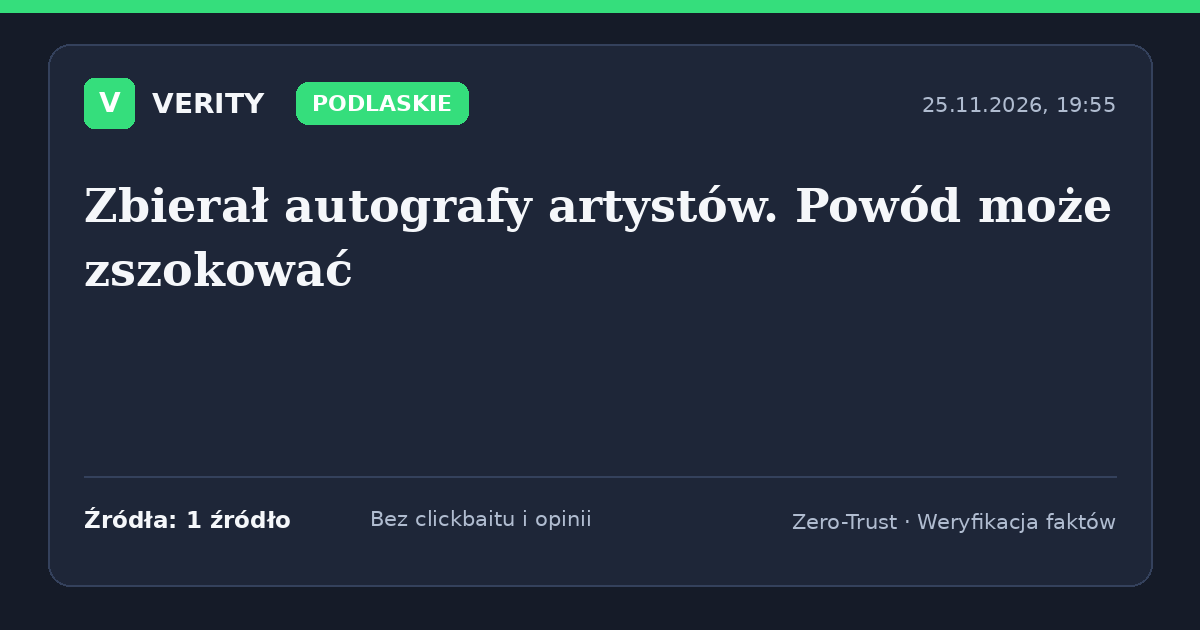 V VERITY PODLASKIE 25.11.2026, 19:55
Zbierał autografy artystów. Powód może
zszokować
Źródła: 1 źródło Bez clickbaitu i opinii Zero-Trust · Weryfikacja faktów